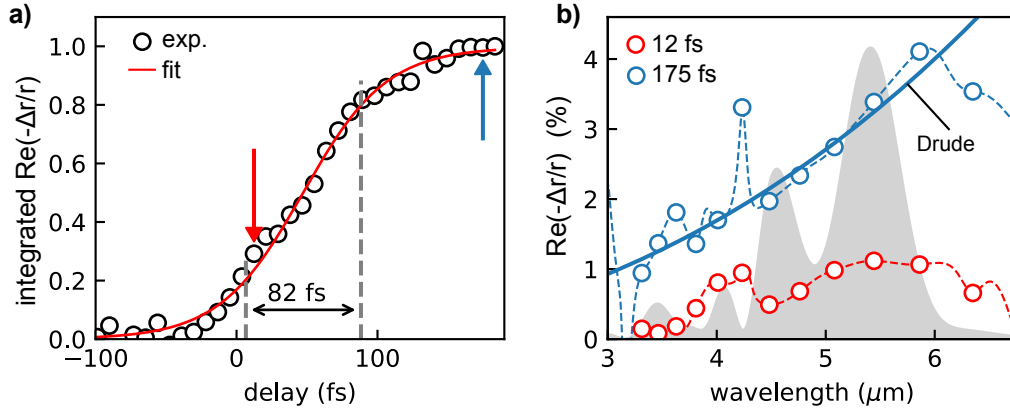 a)
integrated Re(-Δr/r)
1.0
0.8
0.6
0.4
0.2
0.0
exp.
fit
82 fs
−100
0
100
delay (fs)
b)
Re(-Δr/r) (%)
4
3
2
1
0
12 fs
175 fs
Drude
3
4
5
6
wavelength (μm)